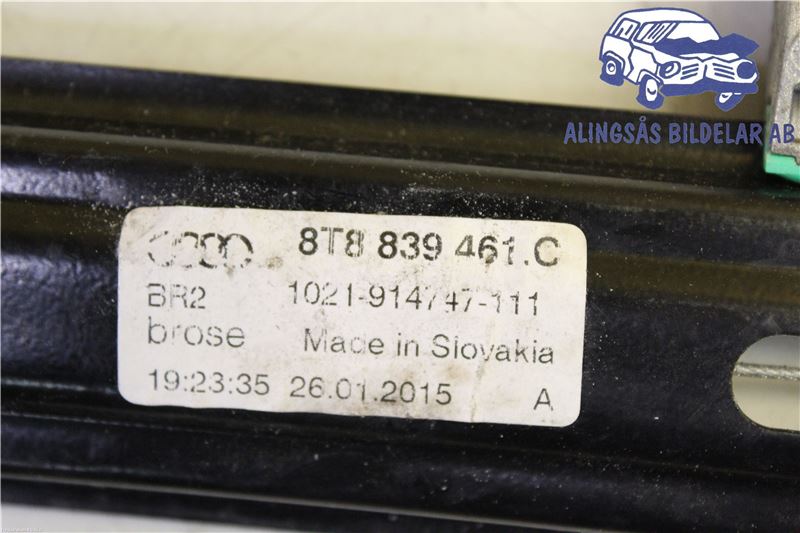 ALINGSÅS BILDELAR AB
8T8 839 461.C
BR2 1021-914747-111
brose Made in Slovakia
19:23:35 26.01.2015 A